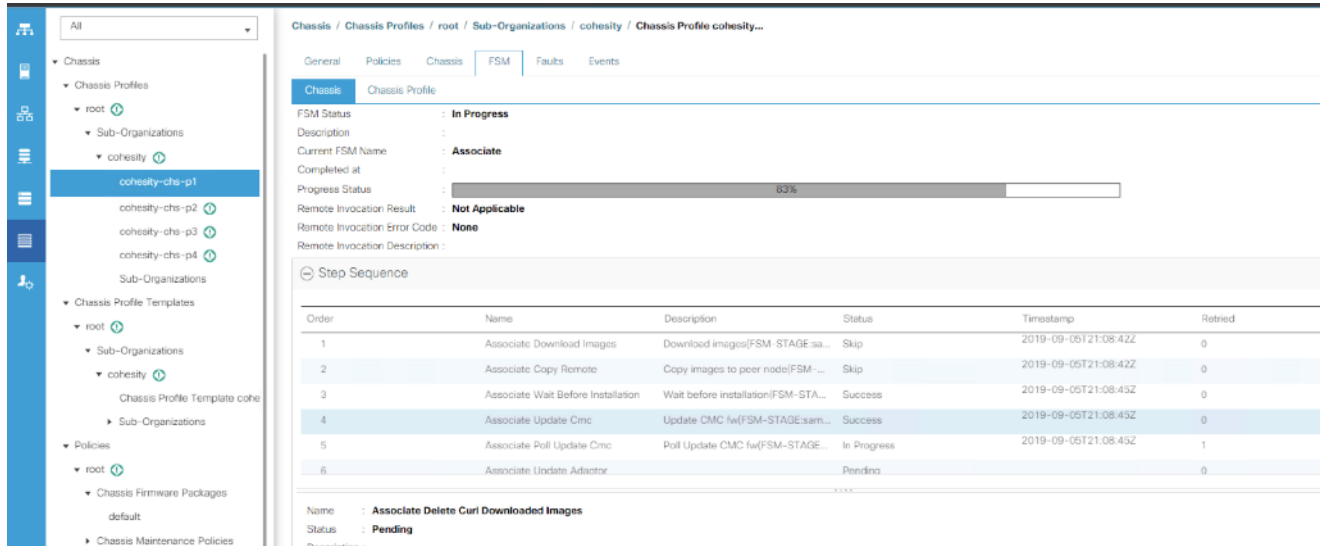 All
Chassis
Chassis Profiles
root
Sub-Organizations
cohesity
cohesity-chs-p1
cohesity-chs-p2
cohesity-chs-p3
cohesity-chs-p4
Sub-Organizations
Chassis Profile Templates
root
Sub-Organizations
cohesity
Chassis Profile Template cohe
Sub-Organizations
Policies
root
Chassis Firmware Packages
default
Chassis Maintenance Policies
Chassis / Chassis Profiles / root / Sub-Organizations / cohesity / Chassis Profile cohesity...
General Policies Chassis FSM Faults Events
Chassis Chassis Profile
FSM Status : In Progress
Description :
Current FSM Name : Associate
Completed at :
Progress Status : 83%
Remote Invocation Result : Not Applicable
Remote Invocation Error Code : None
Remote Invocation Description :
Step Sequence
Order Name Description Status Timestamp Retried
1 Associate Download Images Download images(FSM-STAGE:sa... Skip 2019-09-05T21:08:42Z 0
2 Associate Copy Remote Copy images to peer node(FSM-... Skip 2019-09-05T21:08:42Z 0
3 Associate Wait Before Installation Wait before installation(FSM-STA... Success 2019-09-05T21:08:45Z 0
4 Associate Update Cmc Update CMC fw(FSM-STAGE:sam... Success 2019-09-05T21:08:45Z 0
5 Associate Poll Update Cmc Poll Update CMC fw(FSM-STAGE... In Progress 2019-09-05T21:08:45Z 1
6 Associate Update Adaptor Pending 0
Name : Associate Delete Curl Downloaded Images
Status : Pending
Description :